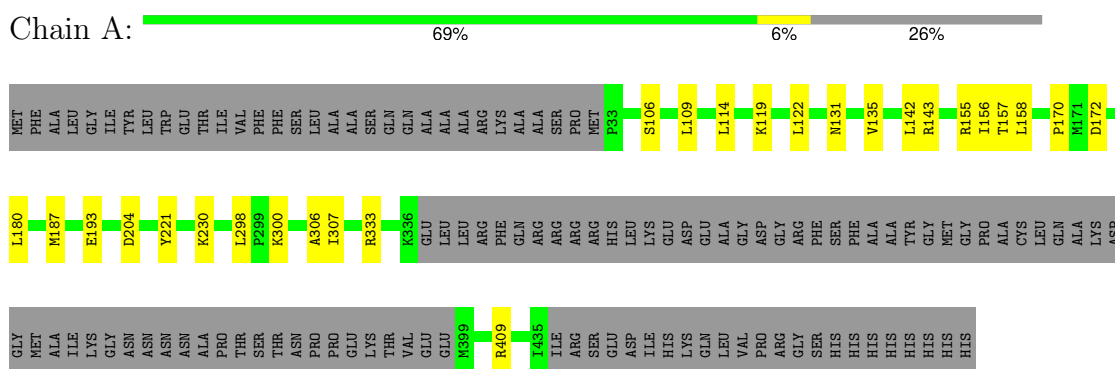 Chain A:
69% 6% 26%
MET PHE ALA LEU GLY ILE TYR LEU TRP GLU THR ILE VAL PHE PHE SER LEU ALA ALA SER GLN GLN ALA ALA ALA ARG LYS ALA ALA SER PRO MET P33 S106 L109 L114 K119 L122 N131 V135 L142 R143 R155 I156 T157 L158 P170 M171 D172
L180 M187 E193 D204 Y221 K230 L298 P299 K300 A306 I307 R333 K336 GLU LEU LEU ARG PHE GLN ARG ARG ARG ARG HIS LEU LYS GLU ASP GLU ALA GLY ASP GLY ARG PHE SER PHE ALA ALA TYR GLY MET GLY PRO ALA CYS LEU GLN ALA LYS ASP
GLY MET ALA ILE LYS GLY ASN ASN ASN ASN ALA PRO THR SER THR ASN PRO PRO GLU LYS THR VAL GLU GLU M399 R409 I435 ILE ARG SER GLU ASP ILE HIS LYS GLN LEU VAL PRO ARG GLY SER HIS HIS HIS HIS HIS HIS HIS HIS